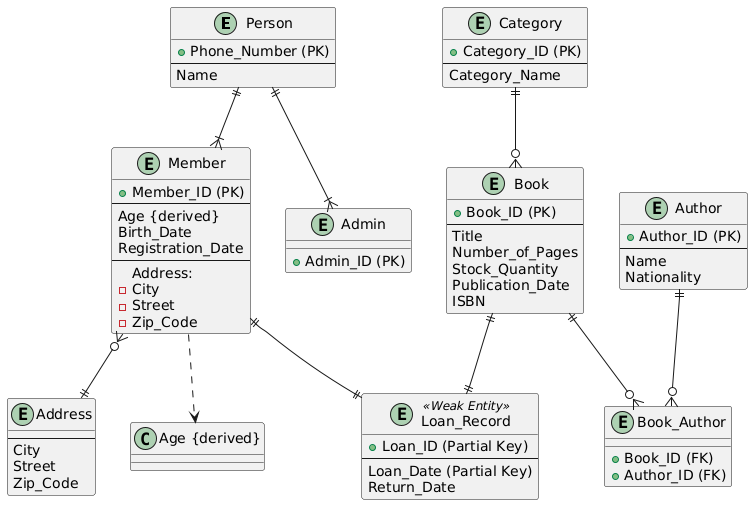 E Person
Phone_Number (PK)
Name
E Category
Category_ID (PK)
Category_Name
E Member
Member_ID (PK)
Age {derived}
Birth_Date
Registration_Date
Address:
City
Street
Zip_Code
E Admin
Admin_ID (PK)
E Book
Book_ID (PK)
Title
Number_of_Pages
Stock_Quantity
Publication_Date
ISBN
E Author
Author_ID (PK)
Name
Nationality
E Address
City
Street
Zip_Code
C Age {derived}
E «Weak Entity»
Loan_Record
Loan_ID (Partial Key)
Loan_Date (Partial Key)
Return_Date
E Book_Author
Book_ID (FK)
Author_ID (FK)